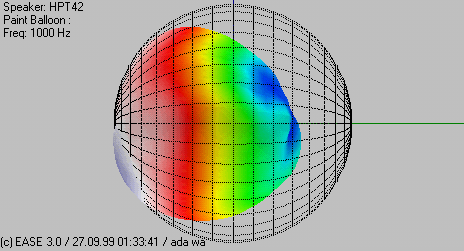 Speaker: HPT42
Paint Balloon :
Freq: 1000 Hz
(c) EASE 3.0 / 27.09.99 01:33:41 / ada wa